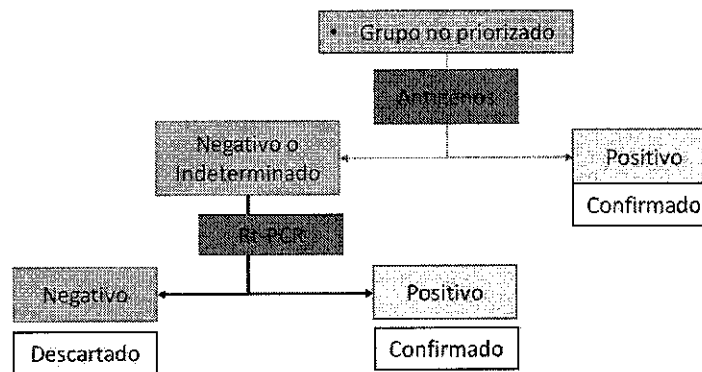 • Grupo no priorizado
Antígenos
Negativo o
Indeterminado
Positivo
Confirmado
RT-PCR
Negativo
Positivo
Descartado
Confirmado